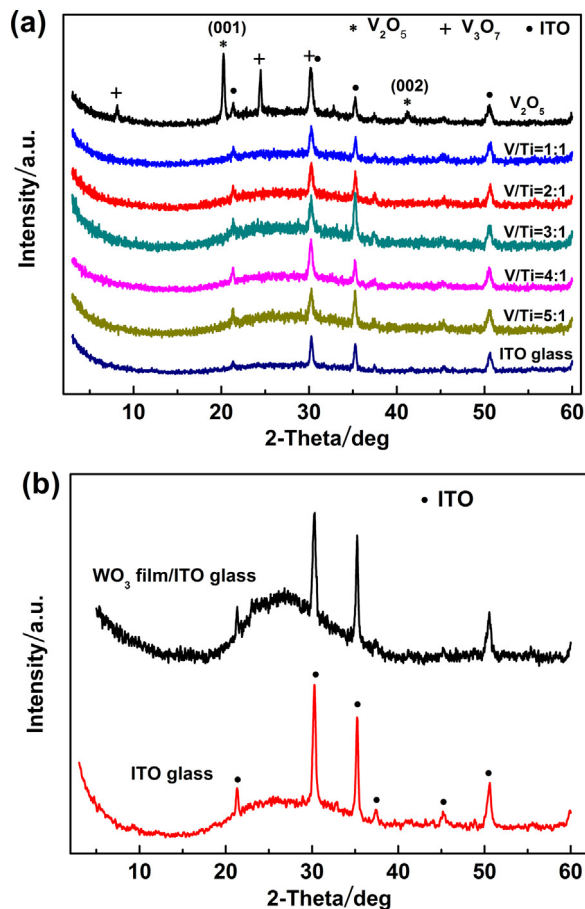 (a)
* V₂O₅ + V₃O₇ • ITO
(001)
(002)
+ * • + + • • * •
V₂O₅
V/Ti=1:1
V/Ti=2:1
V/Ti=3:1
V/Ti=4:1
V/Ti=5:1
ITO glass
Intensity/a.u.
10 20 30 40 50 60
2-Theta/deg
(b)
• ITO
WO₃ film/ITO glass
ITO glass
• • • • • •
Intensity/a.u.
10 20 30 40 50 60
2-Theta/deg